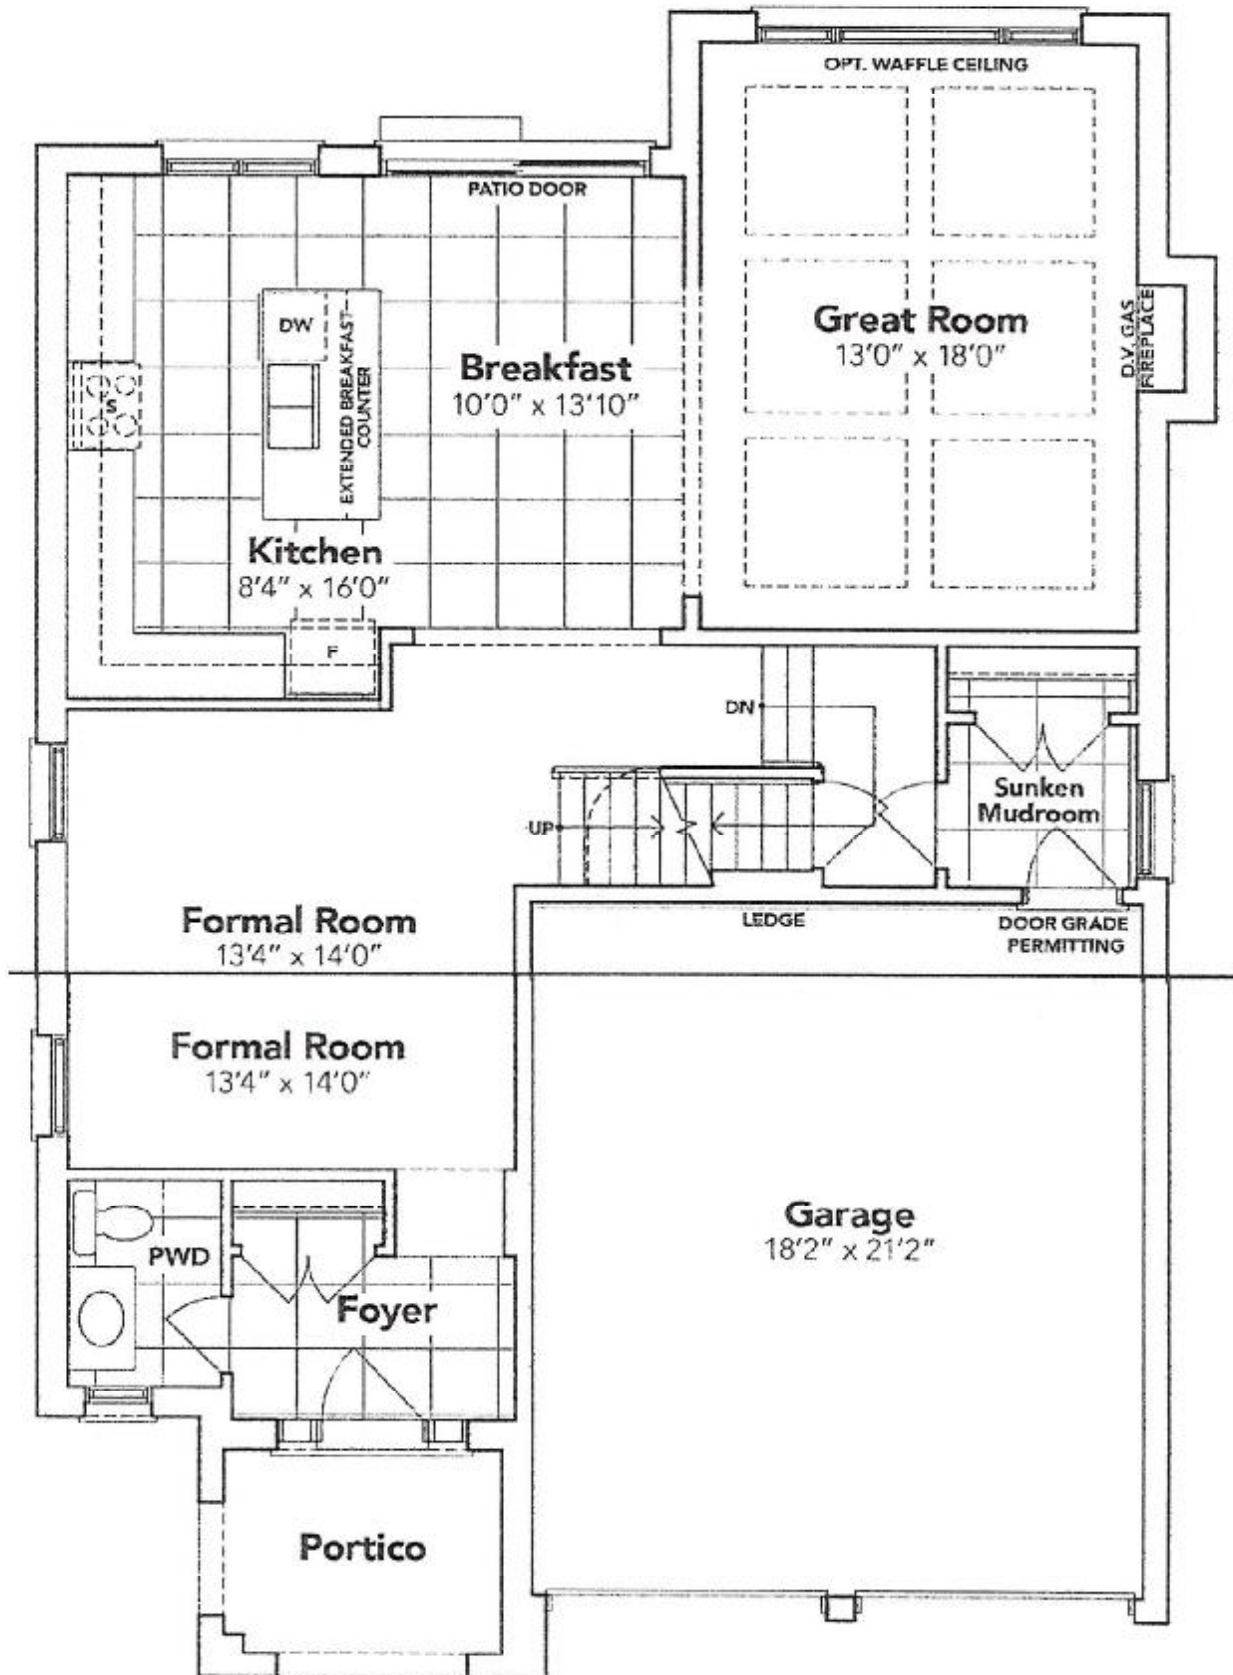 OPT. WAFFLE CEILING
PATIO DOOR
DW
EXTENDED BREAKFAST
COUNTER
S
Breakfast
10'0" x 13'10"
Great Room
13'0" x 18'0"
D.V. GAS
FIREPLACE
Kitchen
8'4" x 16'0"
F
DN
UP
Sunken
Mudroom
LEDGE
DOOR GRADE
PERMITTING
Formal Room
13'4" x 14'0"
Formal Room
13'4" x 14'0"
Garage
18'2" x 21'2"
PWD
Foyer
Portico